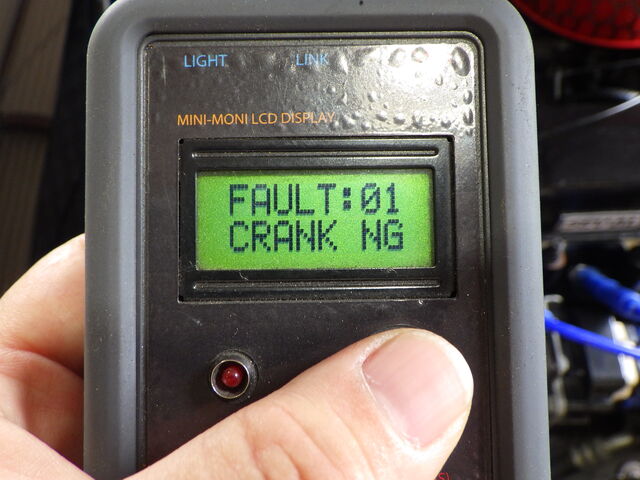 LIGHT LINK
MINI-MONI LCD DISPLAY
FAULT:01
CRANK NG